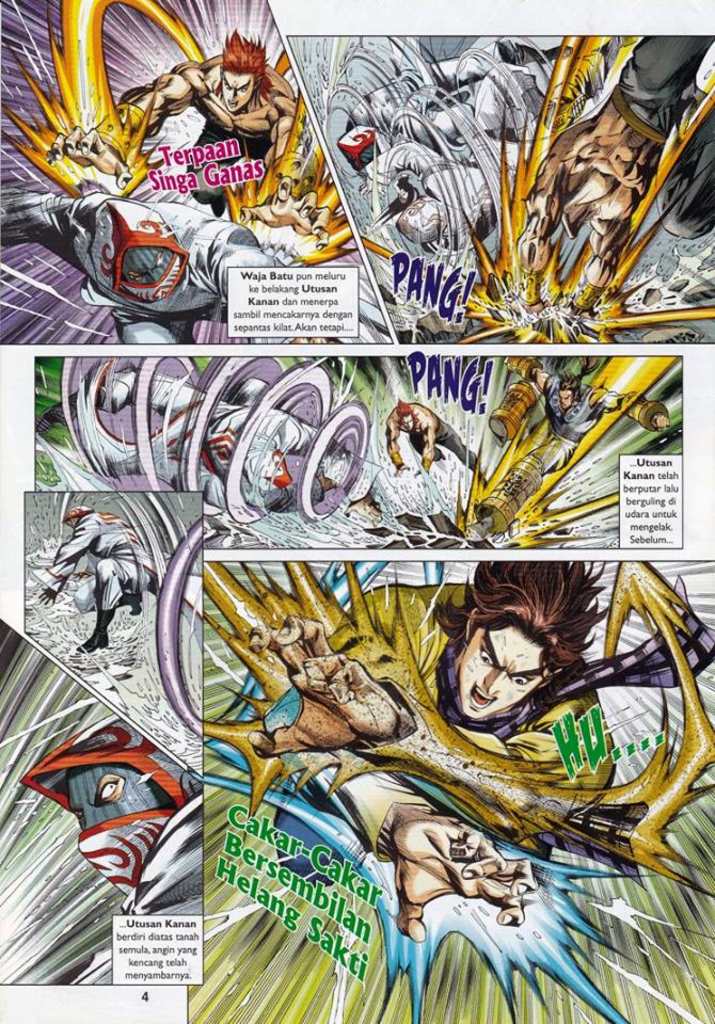 Terpaan
Singa Ganas
Waja Batu pun meluru
ke belakang Utusan
Kanan dan menerpa
sambil mencakarnya dengan
sepantas kilat. Akan tetapi....
PANG!
PANG!
...Utusan
Kanan telah
berputar lalu
berguling di
udara untuk
mengelak.
Sebelum...
HU....
Cakar-Cakar
Bersembilan
Helang Sakti
...Utusan Kanan
berdiri diatas tanah
semula, angin yang
kencang telah
menyambarnya.
4